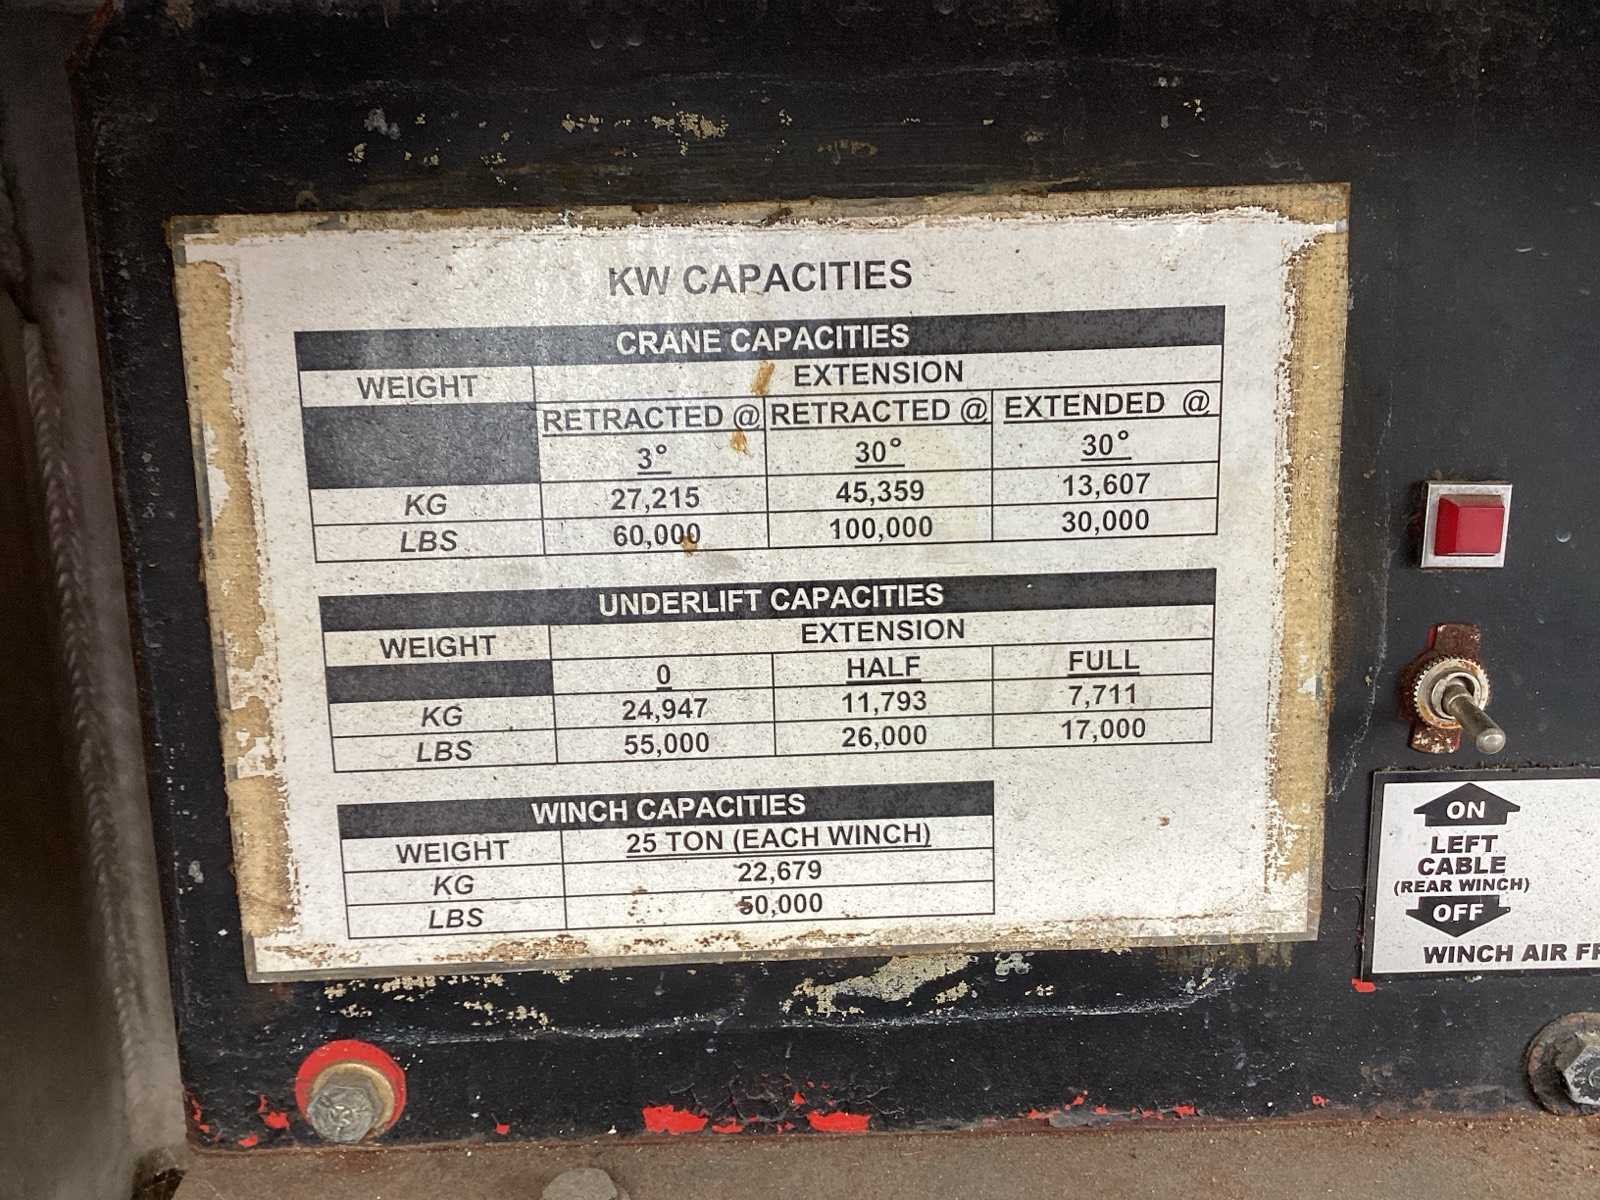 KW CAPACITIES
CRANE CAPACITIES
WEIGHT EXTENSION
RETRACTED @ RETRACTED @ EXTENDED @
3° 30° 30°
KG 27,215 45,359 13,607
LBS 60,000 100,000 30,000
UNDERLIFT CAPACITIES
WEIGHT EXTENSION
0 HALF FULL
KG 24,947 11,793 7,711
LBS 55,000 26,000 17,000
WINCH CAPACITIES
WEIGHT 25 TON (EACH WINCH)
KG 22,679
LBS 50,000
ON
LEFT
CABLE
(REAR WINCH)
OFF
WINCH AIR